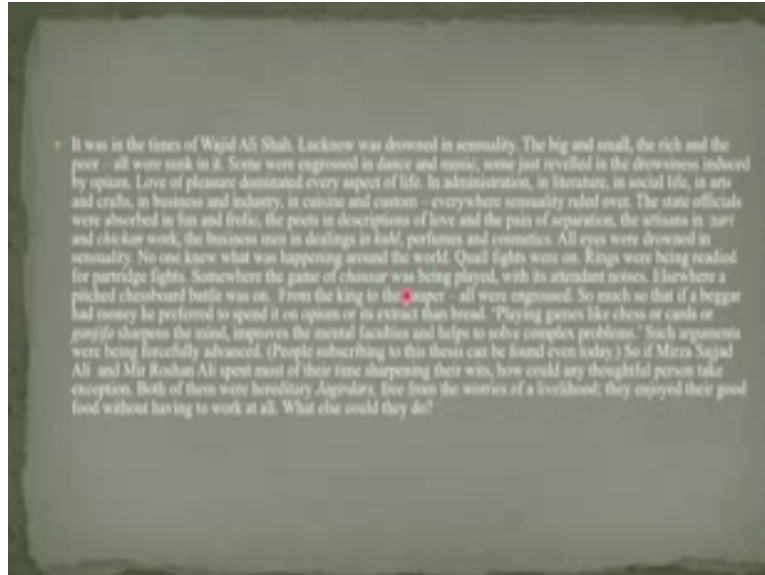 It was in the times of Wajid Ali Shah. Lucknow was drowned in sensuality. The big and small, the rich and the
poor – all were sunk in it. Some were engrossed in dance and music, some just revelled in the drowsiness induced
by opium. Love of pleasure dominated every aspect of life. In administration, in literature, in social life, in arts
and crafts, in business and industry, in cuisine and custom – everywhere sensuality ruled over. The state officials
were absorbed in fun and frolic, the poets in descriptions of love and the pain of separation, the artisans in zari
and chickan work, the business men in dealings in kohl, perfumes and cosmetics. All eyes were drowned in
sensuality. No one knew what was happening around the world. Quail fights were on. Rings were being readied
for partridge fights. Somewhere the game of chausar was being played, with its attendant noises. Elsewhere a
pitched chessboard battle was on. From the king to the – all were engrossed. So much so that if a beggar
had money he preferred to spend it on opium or its extract than bread. 'Playing games like chess or cards or
ganjifa sharpens the mind, improves the mental faculties and helps to solve complex problems.' Such arguments
were being forcefully advanced. (People subscribing to this thesis can be found even today.) So if Mirza Sajjad
Ali and Mir Roshan Ali spent most of their time sharpening their wits, how could any thoughtful person take
exception. Both of them were hereditary Jagirdars, free from the worries of a livelihood; they enjoyed their good
food without having to work at all. What else could they do?